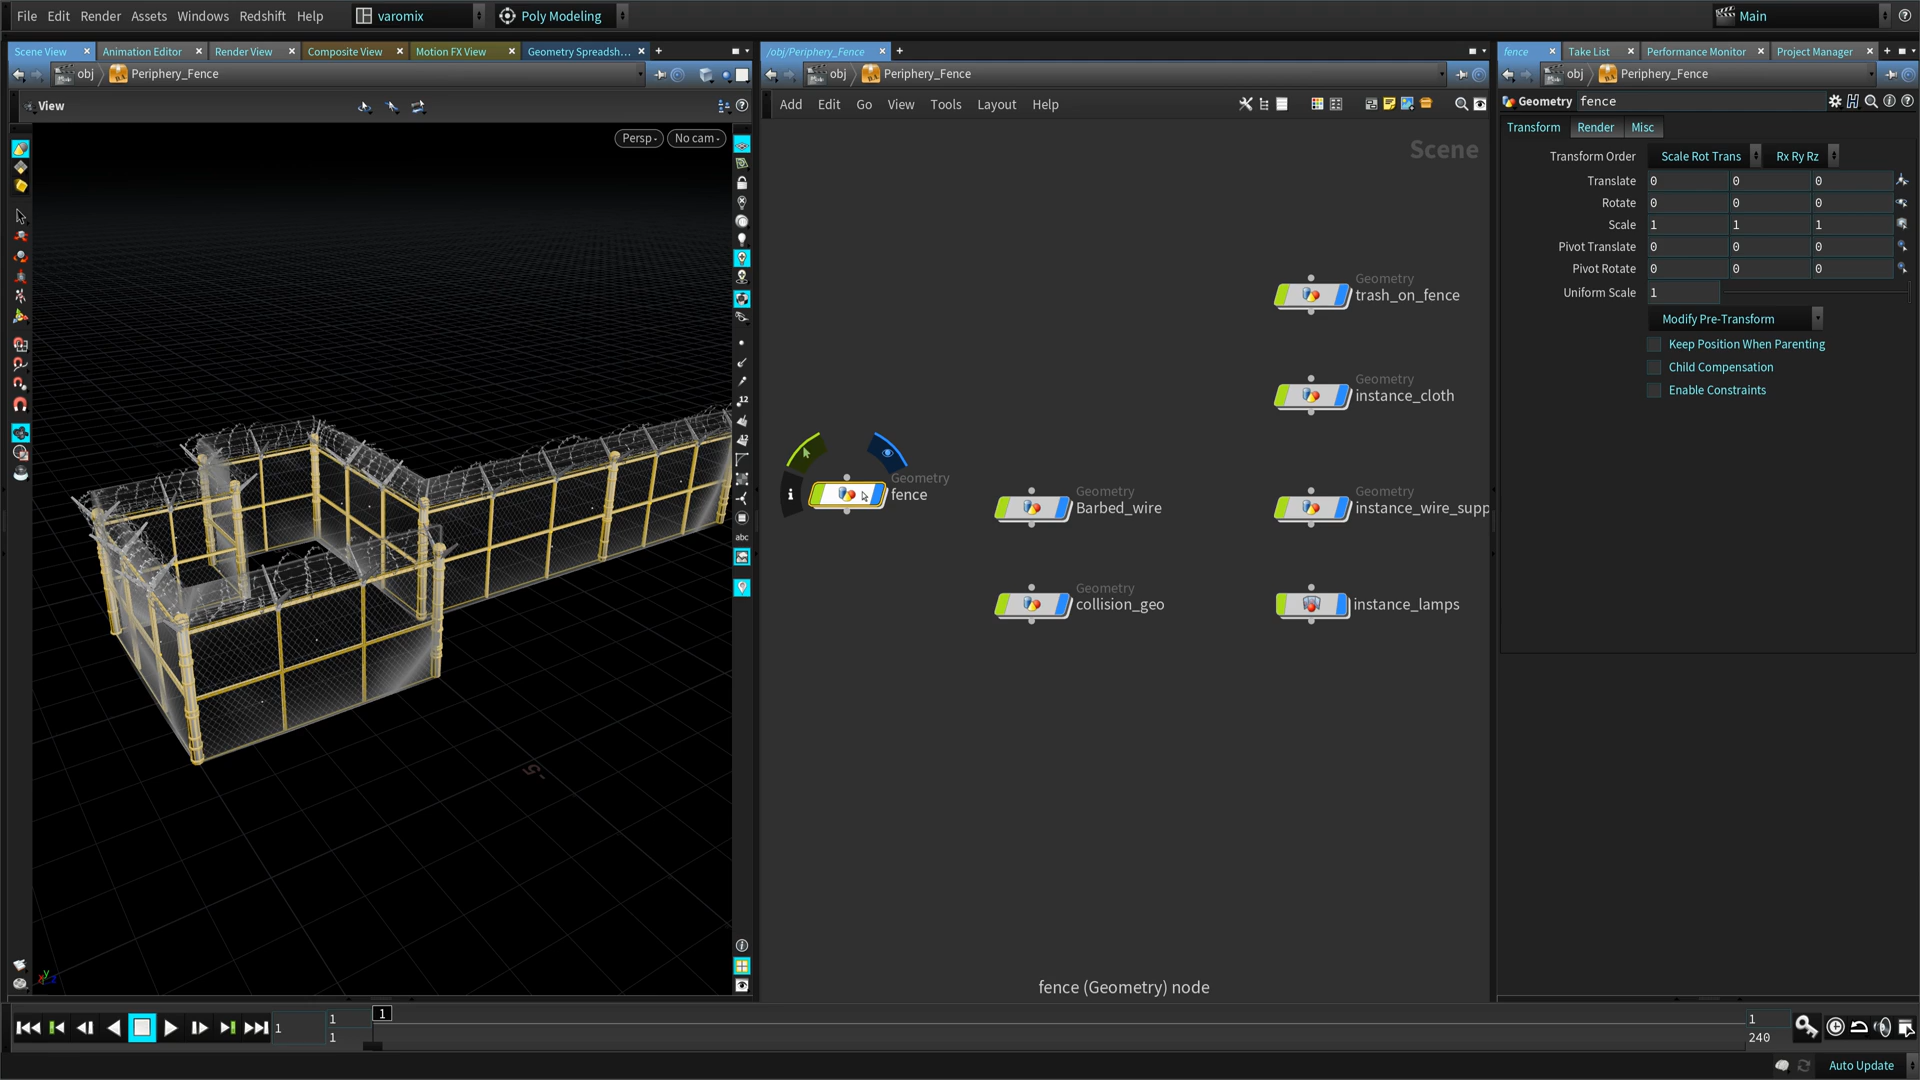 File Edit Render Assets Windows Redshift Help varomix Poly Modeling Main
Scene View Animation Editor Render View Composite View Motion FX View Geometry Spreadsh...
obj Periphery_Fence
View
Persp No cam
12
12
abc
-5
y
/obj/Periphery_Fence
obj Periphery_Fence
Add Edit Go View Tools Layout Help
Scene
Geometry
trash_on_fence
Geometry
instance_cloth
Geometry
fence
Geometry
Barbed_wire
Geometry
instance_wire_supp
Geometry
collision_geo
instance_lamps
fence (Geometry) node
fence Take List Performance Monitor Project Manager
obj Periphery_Fence
Geometry fence
Transform Render Misc
Transform Order Scale Rot Trans Rx Ry Rz
Translate 0 0 0
Rotate 0 0 0
Scale 1 1 1
Pivot Translate 0 0 0
Pivot Rotate 0 0 0
Uniform Scale 1
Modify Pre-Transform
Keep Position When Parenting
Child Compensation
Enable Constraints
1 1 1 1
1 240
Auto Update